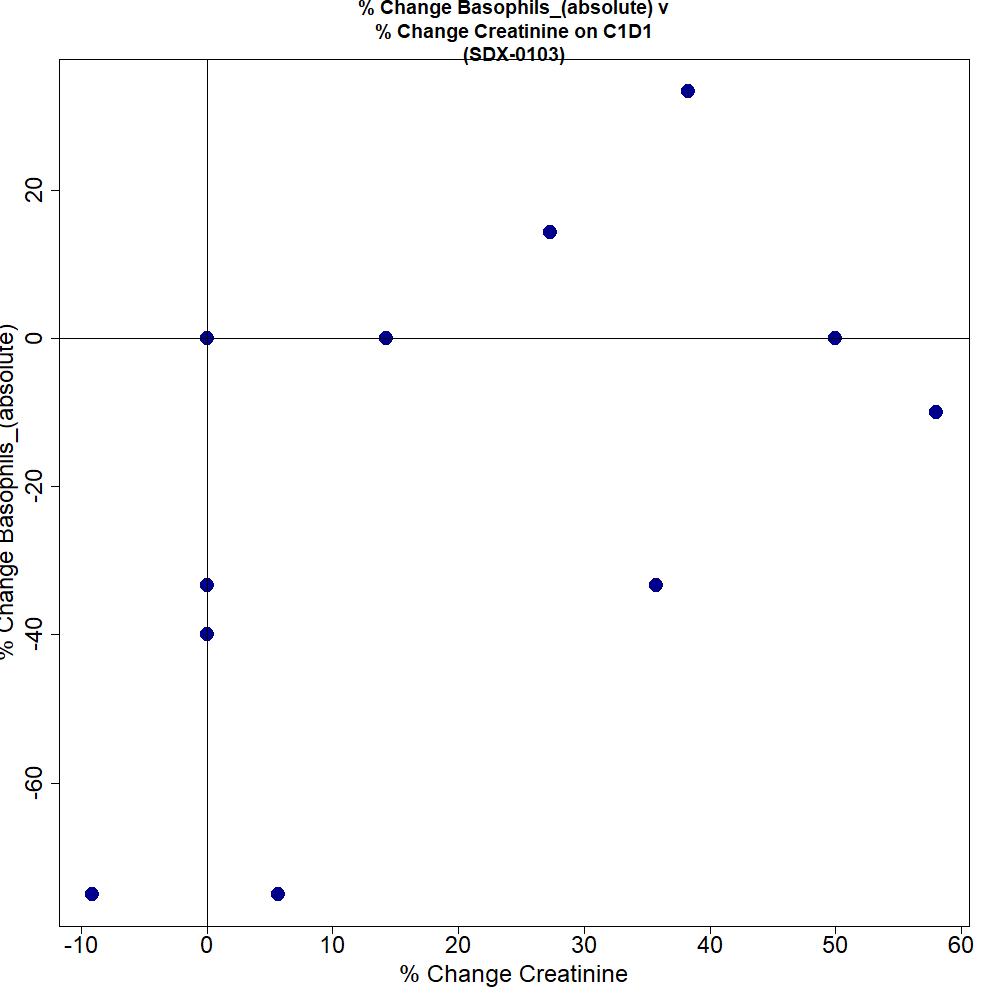 % Change Basophils_(absolute) v
% Change Creatinine on C1D1
(SDX-0103)
% Change Basophils_(absolute)
20
0
-20
-40
-60
-10 0 10 20 30 40 50 60
% Change Creatinine